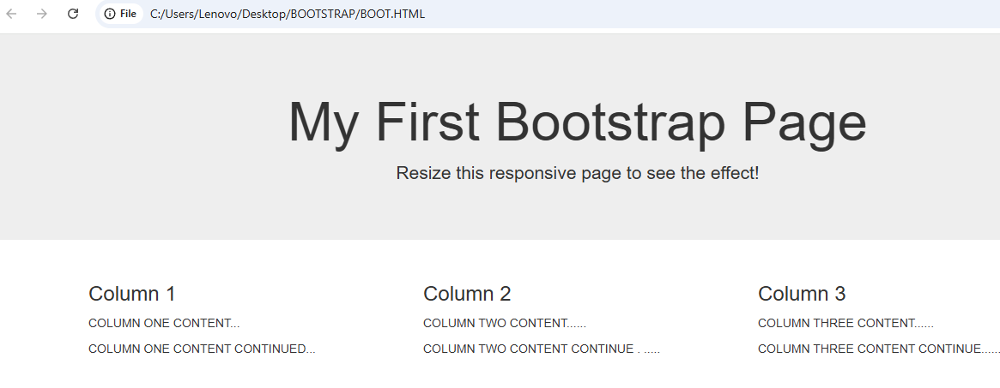 File C:/Users/Lenovo/Desktop/BOOTSTRAP/BOOT.HTML
My First Bootstrap Page
Resize this responsive page to see the effect!
Column 1
COLUMN ONE CONTENT...
COLUMN ONE CONTENT CONTINUED...
Column 2
COLUMN TWO CONTENT......
COLUMN TWO CONTENT CONTINUE . .....
Column 3
COLUMN THREE CONTENT......
COLUMN THREE CONTENT CONTINUE......